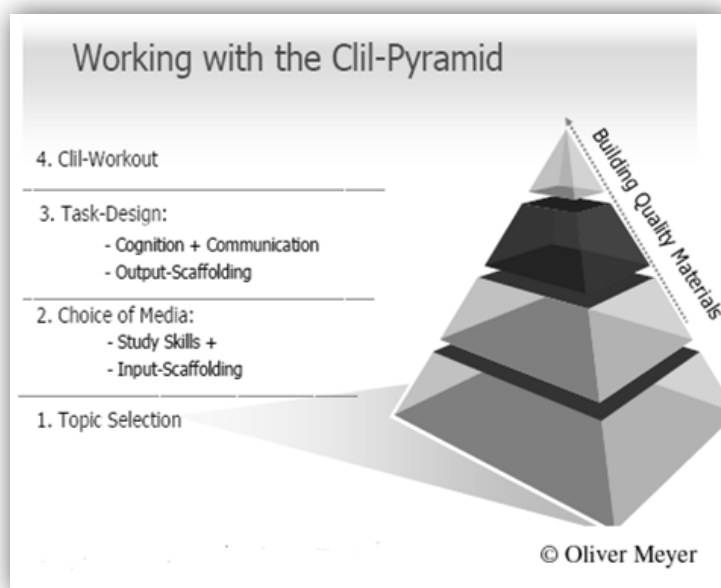 Working with the Clil-Pyramid
4. Clil-Workout
3. Task-Design:
- Cognition + Communication
- Output-Scaffolding
2. Choice of Media:
- Study Skills +
- Input-Scaffolding
1. Topic Selection
Building Quality Materials
© Oliver Meyer